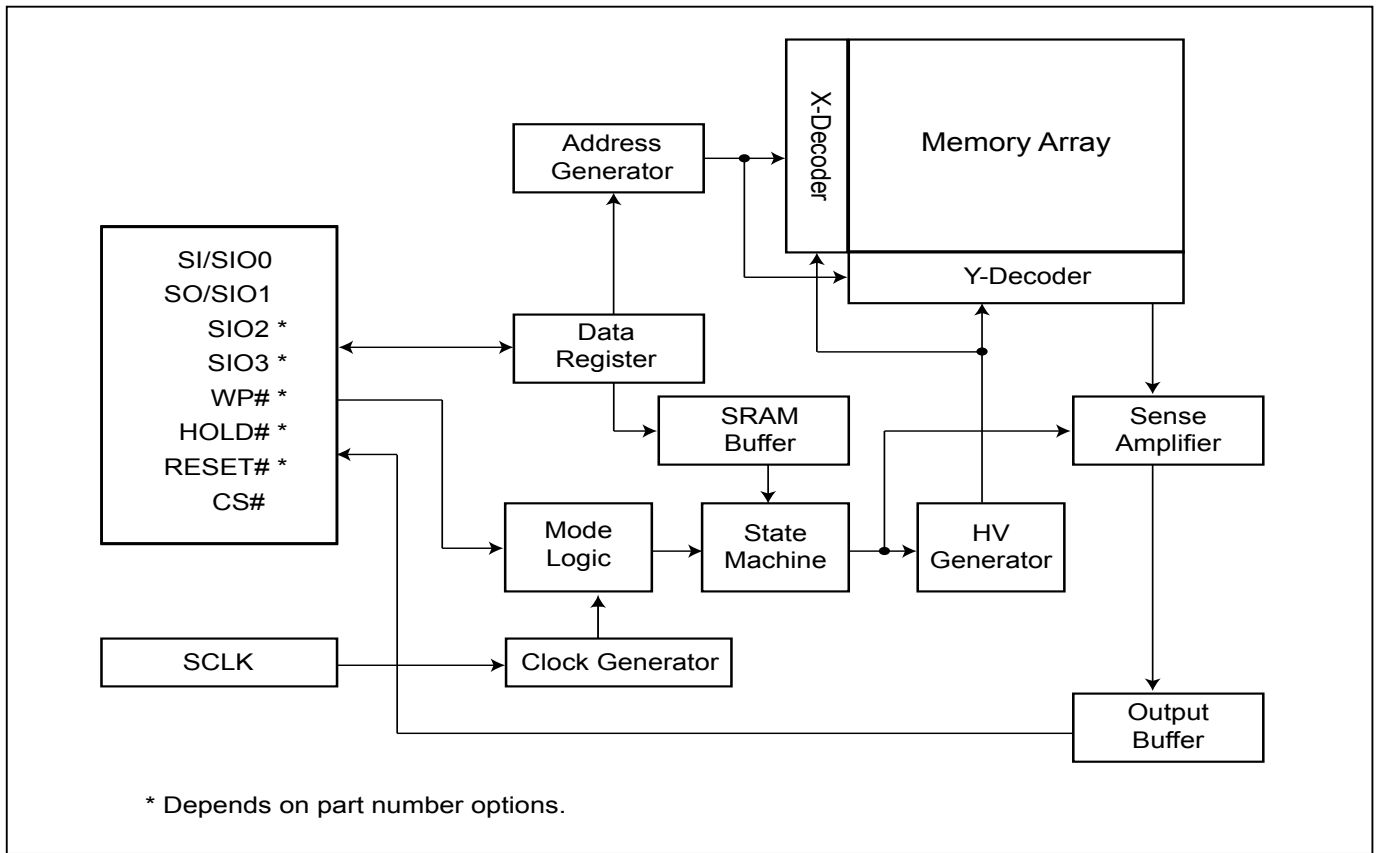 X-Decoder
Memory Array
Address
Generator
SI/SIO0
SO/SIO1
SIO2 *
SIO3 *
WP# *
HOLD# *
RESET# *
CS#
Y-Decoder
Data
Register
SRAM
Buffer
Sense
Amplifier
Mode
Logic
State
Machine
HV
Generator
SCLK
Clock Generator
Output
Buffer
* Depends on part number options.